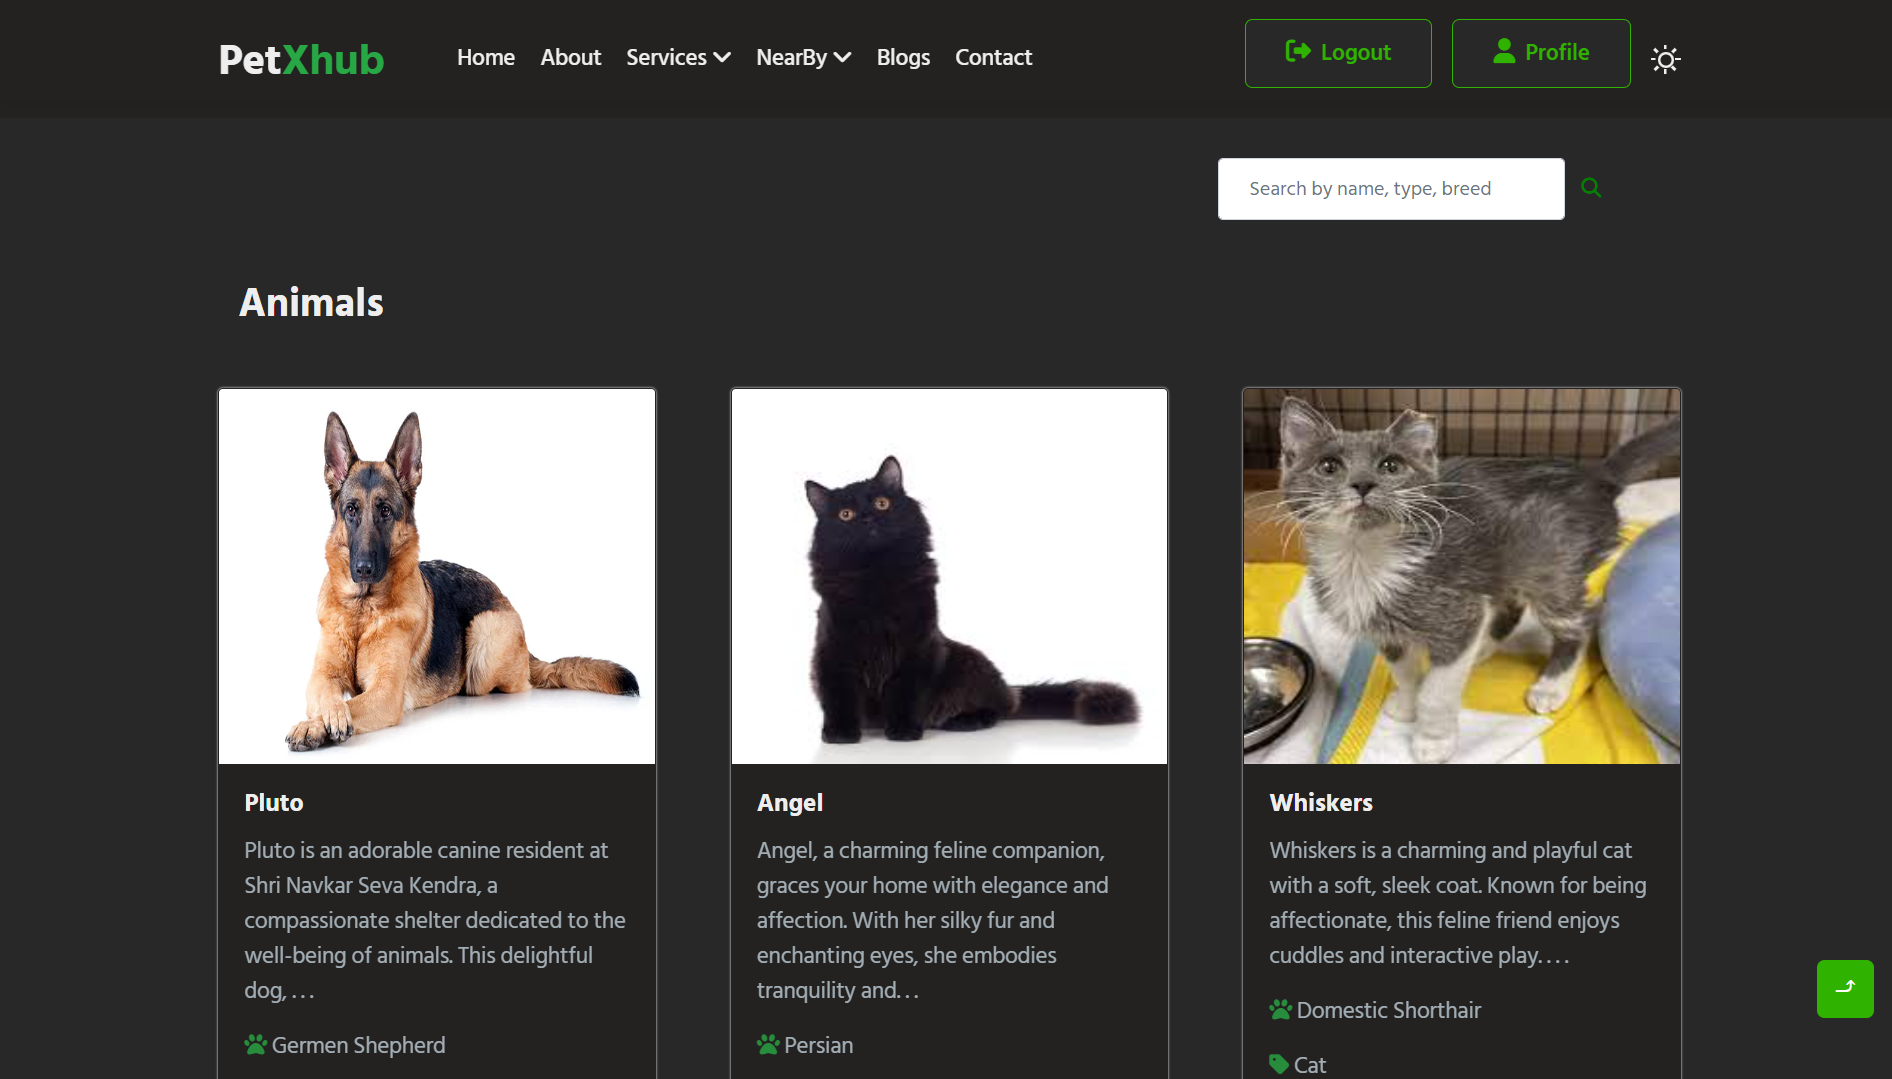 PetXhub
Home About Services NearBy Blogs Contact
Logout Profile
Search by name, type, breed
Animals
Pluto
Pluto is an adorable canine resident at
Shri Navkar Seva Kendra, a
compassionate shelter dedicated to the
well-being of animals. This delightful
dog, ...
Germen Shepherd
Angel
Angel, a charming feline companion,
graces your home with elegance and
affection. With her silky fur and
enchanting eyes, she embodies
tranquility and...
Persian
Whiskers
Whiskers is a charming and playful cat
with a soft, sleek coat. Known for being
affectionate, this feline friend enjoys
cuddles and interactive play....
Domestic Shorthair
Cat